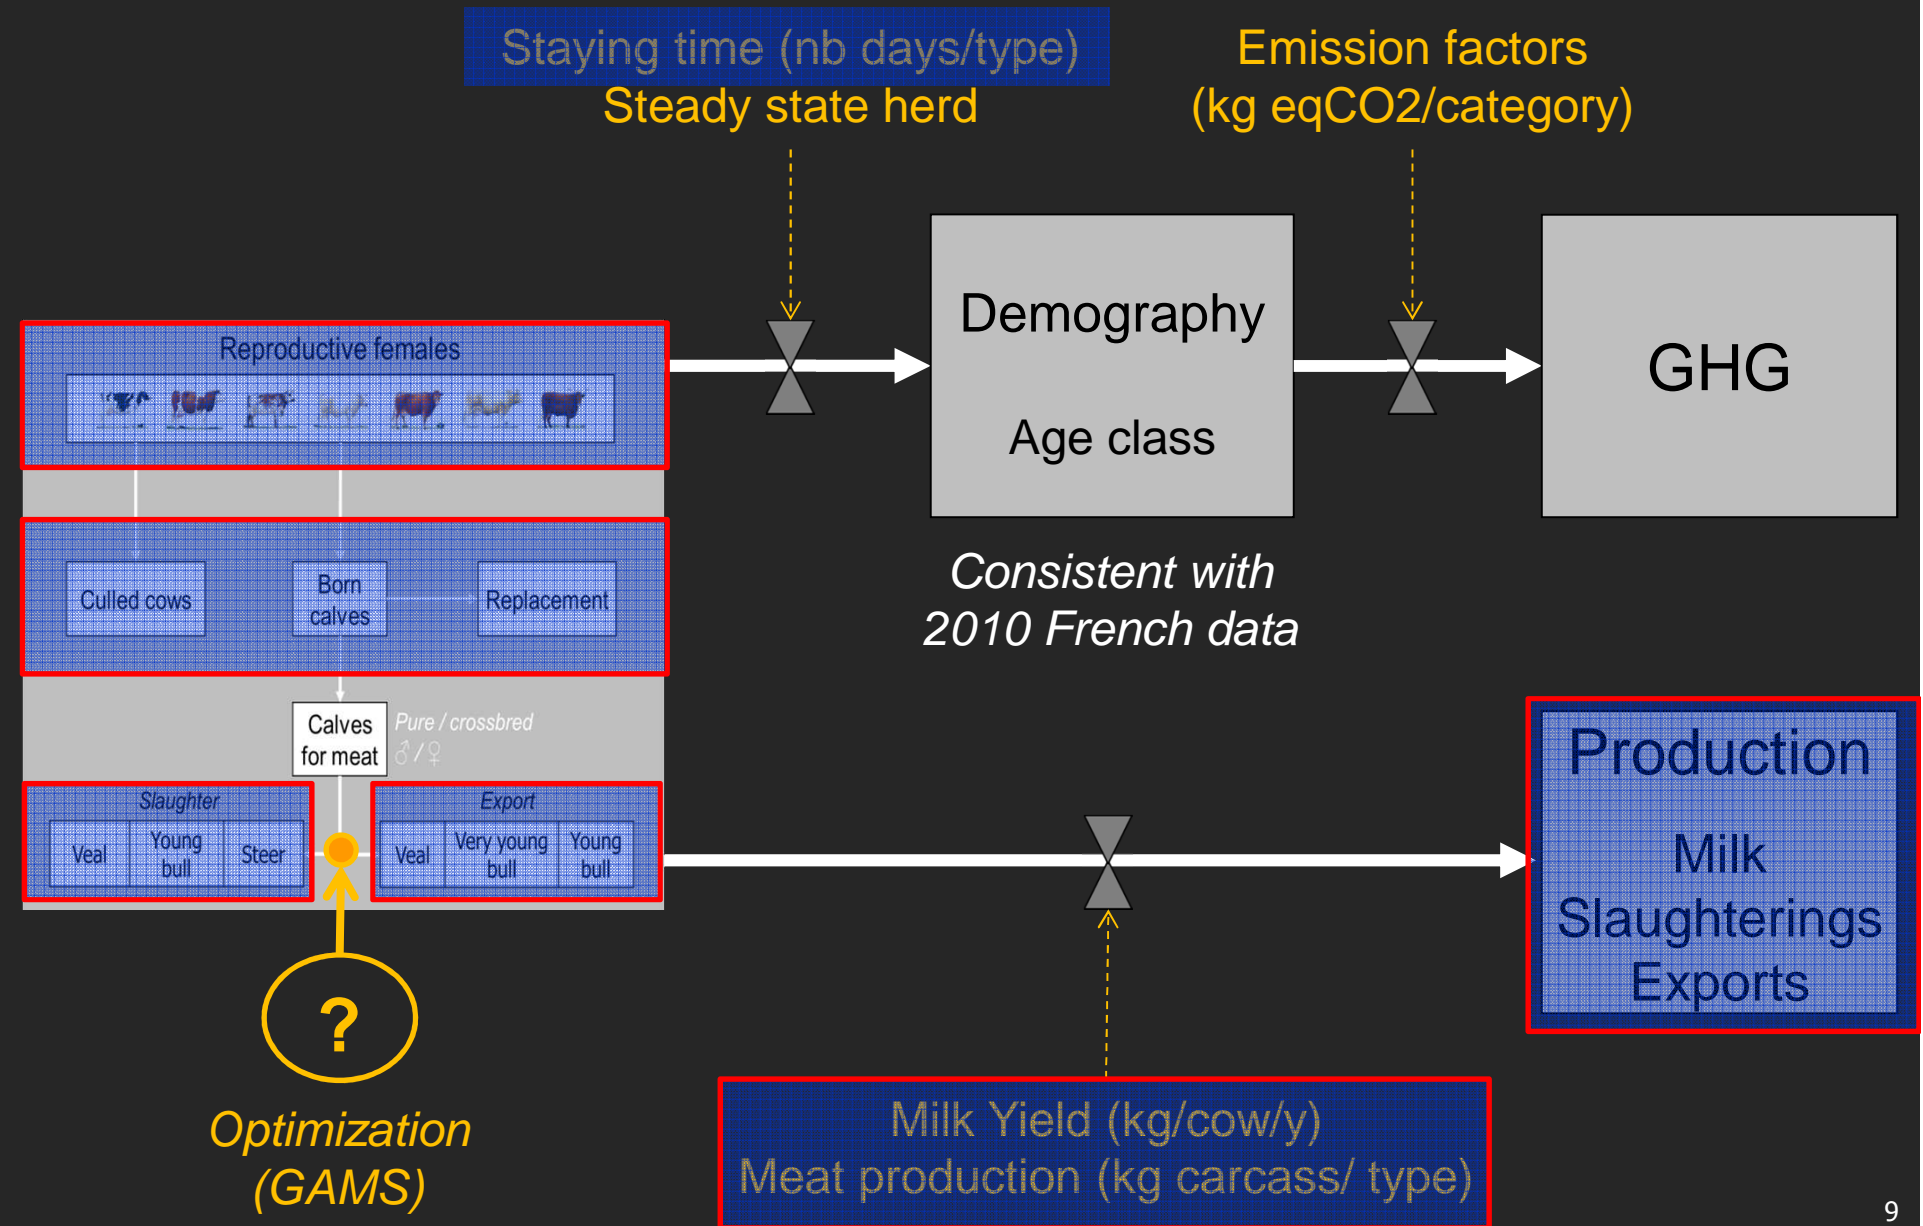 Staying time (nb days/type)
Steady state herd
Emission factors
(kg eqCO2/category)
Demography
Age class
GHG
Consistent with
2010 French data
Reproductive females
Culled cows
Born
calves
Replacement
Calves
for meat
Pure / crossbred
♂/♀
Slaughter
Veal
Young
bull
Steer
Export
Veal
Very young
bull
Young
bull
?
Optimization
(GAMS)
Production
Milk
Slaughterings
Exports
Milk Yield (kg/cow/y)
Meat production (kg carcass/ type)
9